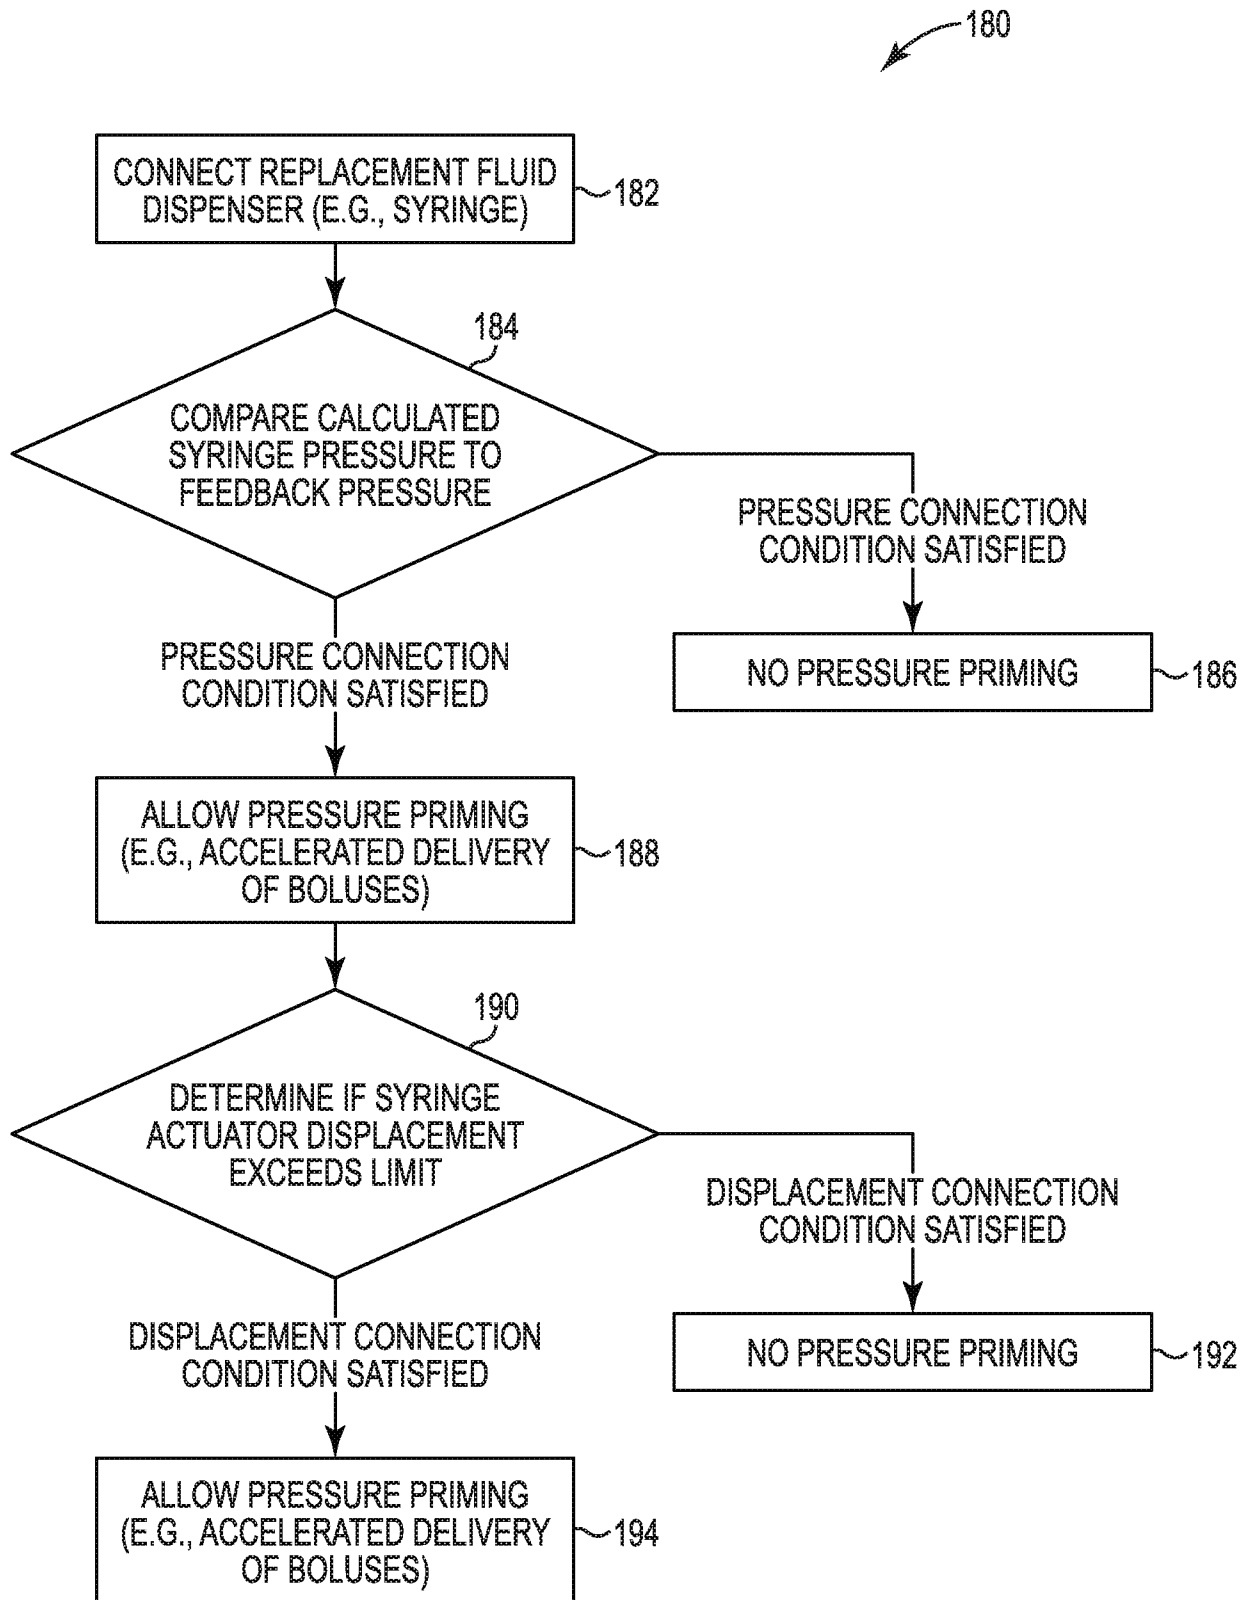 180
CONNECT REPLACEMENT FLUID
DISPENSER (E.G., SYRINGE)
182
184
COMPARE CALCULATED
SYRINGE PRESSURE TO
FEEDBACK PRESSURE
PRESSURE CONNECTION
CONDITION SATISFIED
NO PRESSURE PRIMING
186
PRESSURE CONNECTION
CONDITION SATISFIED
ALLOW PRESSURE PRIMING
(E.G., ACCELERATED DELIVERY
OF BOLUSES)
188
190
DETERMINE IF SYRINGE
ACTUATOR DISPLACEMENT
EXCEEDS LIMIT
DISPLACEMENT CONNECTION
CONDITION SATISFIED
NO PRESSURE PRIMING
192
DISPLACEMENT CONNECTION
CONDITION SATISFIED
ALLOW PRESSURE PRIMING
(E.G., ACCELERATED DELIVERY
OF BOLUSES)
194